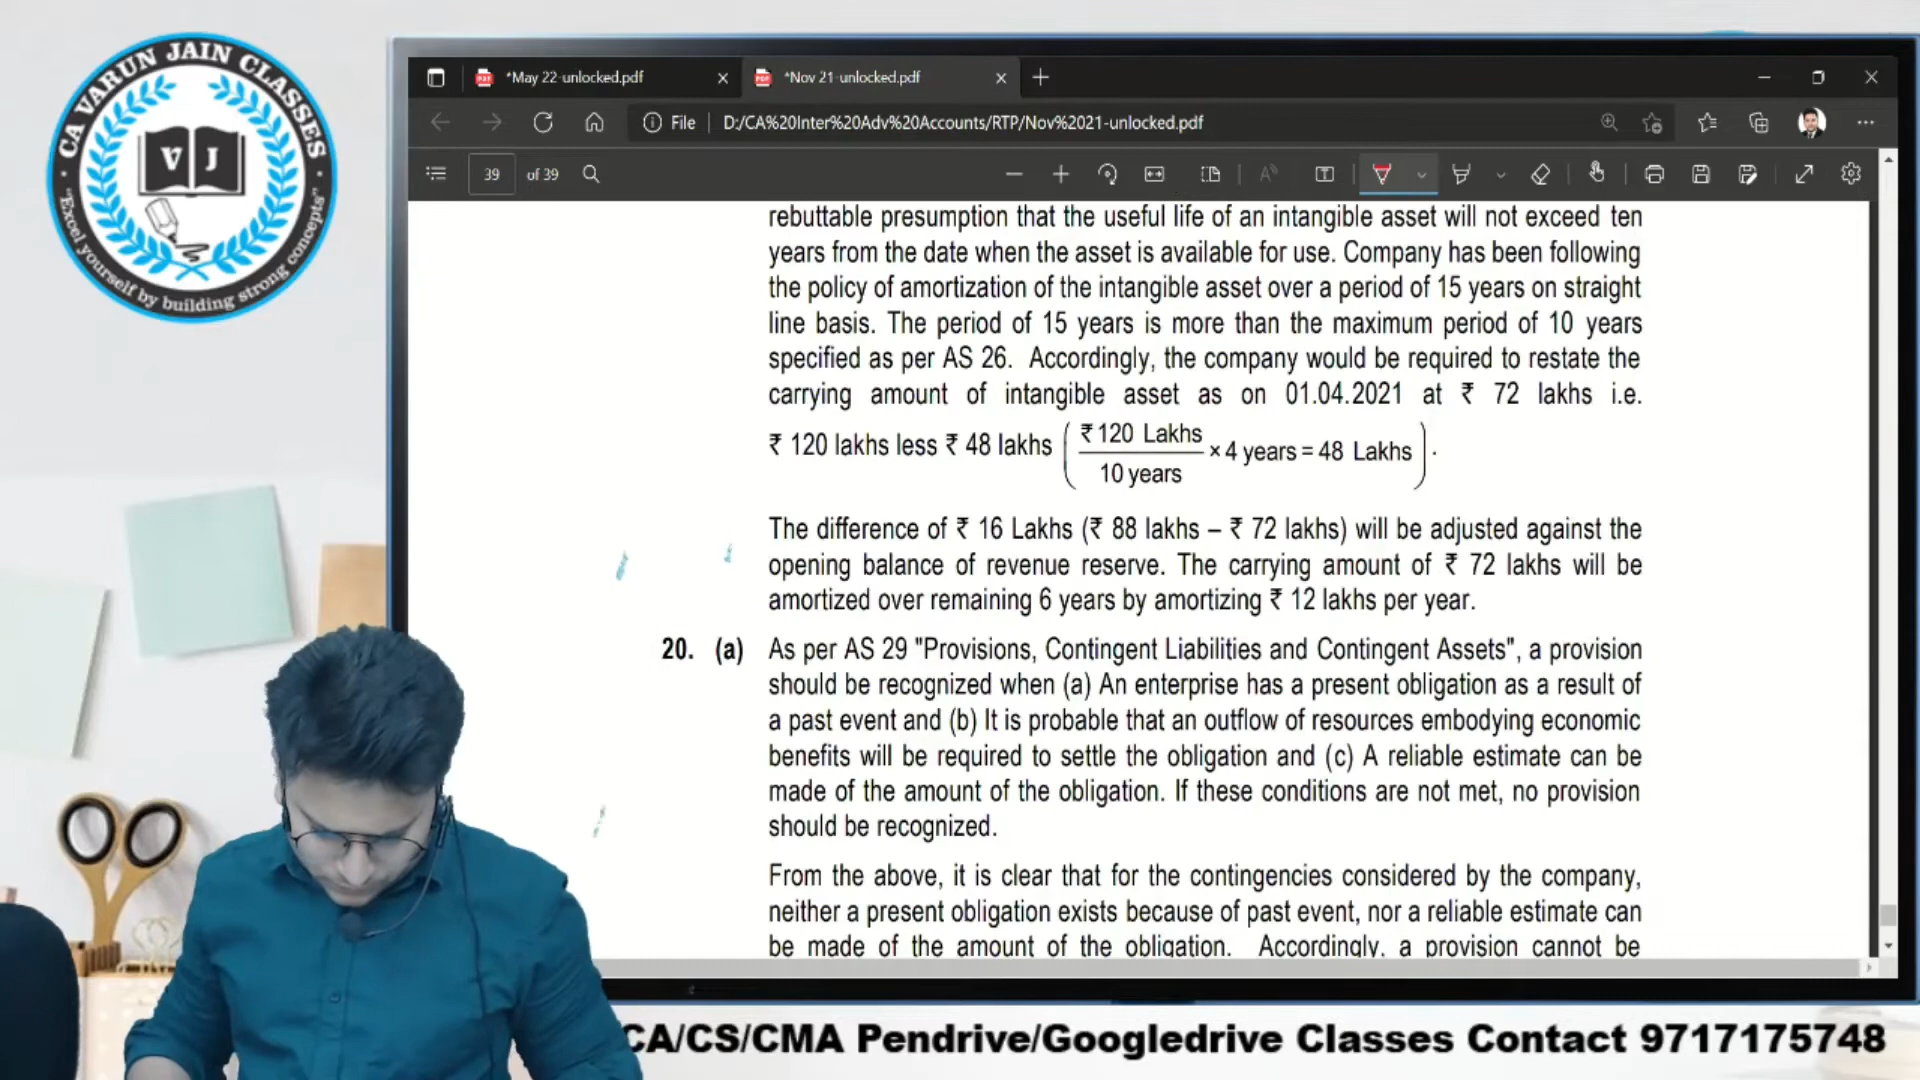 CA VARUN JAIN CLASSES
V J
"Excel yourself by building strong concepts"
*May 22-unlocked.pdf
*Nov 21-unlocked.pdf
File D:/CA%20Inter%20Adv%20Accounts/RTP/Nov%2021-unlocked.pdf
39 of 39
rebuttable presumption that the useful life of an intangible asset will not exceed ten
years from the date when the asset is available for use. Company has been following
the policy of amortization of the intangible asset over a period of 15 years on straight
line basis. The period of 15 years is more than the maximum period of 10 years
specified as per AS 26. Accordingly, the company would be required to restate the
carrying amount of intangible asset as on 01.04.2021 at ₹ 72 lakhs i.e.
₹ 120 lakhs less ₹ 48 lakhs (₹120 Lakhs / 10 years × 4 years = 48 Lakhs).
The difference of ₹ 16 Lakhs (₹ 88 lakhs – ₹ 72 lakhs) will be adjusted against the
opening balance of revenue reserve. The carrying amount of ₹ 72 lakhs will be
amortized over remaining 6 years by amortizing ₹ 12 lakhs per year.
20. (a) As per AS 29 "Provisions, Contingent Liabilities and Contingent Assets", a provision
should be recognized when (a) An enterprise has a present obligation as a result of
a past event and (b) It is probable that an outflow of resources embodying economic
benefits will be required to settle the obligation and (c) A reliable estimate can be
made of the amount of the obligation. If these conditions are not met, no provision
should be recognized.
From the above, it is clear that for the contingencies considered by the company,
neither a present obligation exists because of past event, nor a reliable estimate can
be made of the amount of the obligation. Accordingly, a provision cannot be
CA/CS/CMA Pendrive/Googledrive Classes Contact 9717175748